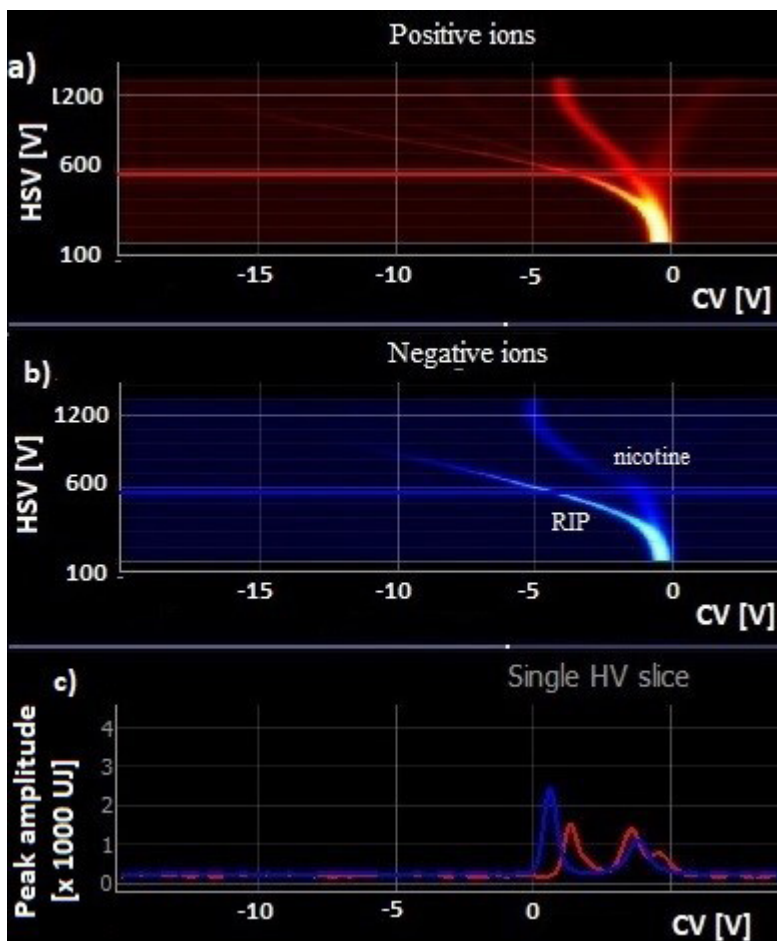 Positive ions
a)
1200
600
100
HSV [V]
-15 -10 -5 0
CV [V]
Negative ions
b)
1200
600
100
HSV [V]
nicotine
RIP
-15 -10 -5 0
CV [V]
c)
Single HV slice
4
3
2
1
0
Peak amplitude
[x 1000 UJ]
-10 -5 0
CV [V]